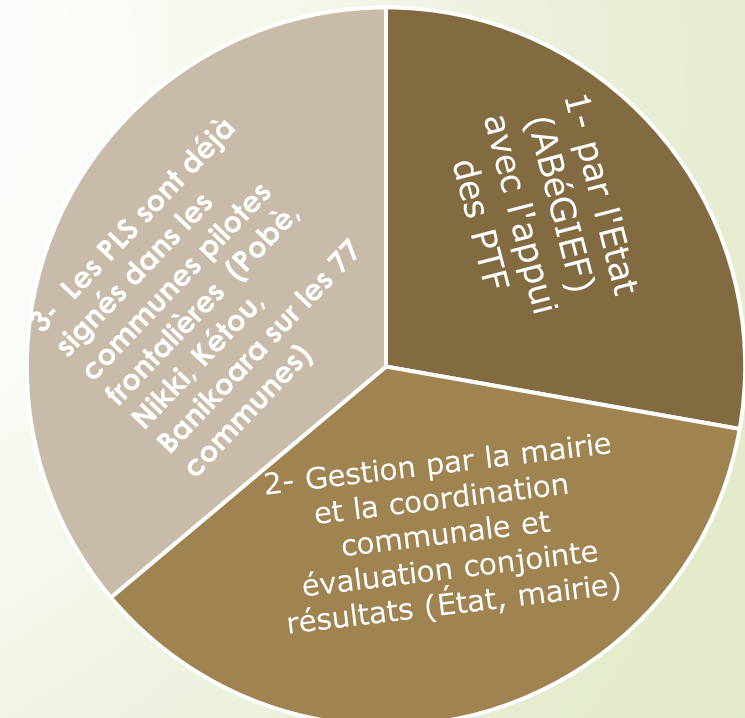 1- par l'Etat
(ABéGIEF)
avec l'appui
des PTF
2- Gestion par la mairie
et la coordination
communale et
évaluation conjointe
résultats (État, mairie)
3- Les PLS sont déjà
signés dans les
communes pilotes
frontalières (Pobè,
Nikki, Kétou,
Banikoara sur les 77
communes)